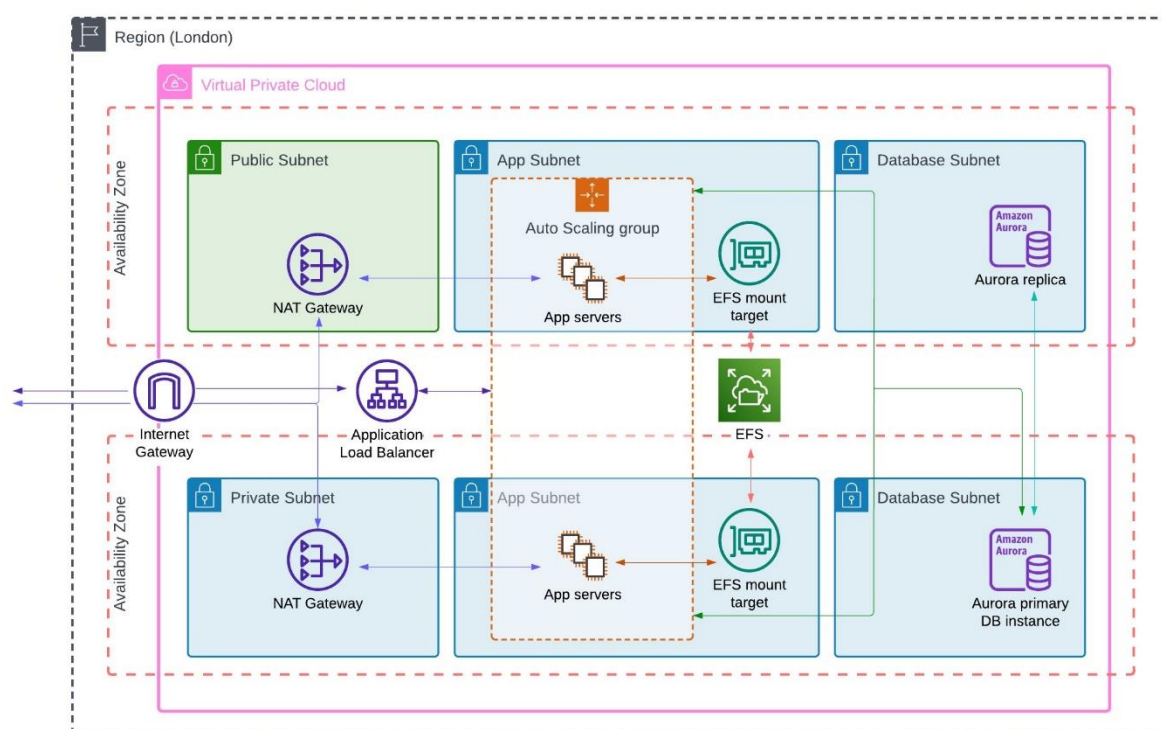 Region (London)
Virtual Private Cloud
Availability Zone
Public Subnet
App Subnet
Database Subnet
Auto Scaling group
Amazon
Aurora
Aurora replica
NAT Gateway
App servers
EFS mount
target
Internet
Gateway
Application
Load Balancer
EFS
Availability Zone
Private Subnet
App Subnet
Database Subnet
Amazon
Aurora
NAT Gateway
App servers
EFS mount
target
Aurora primary
DB instance